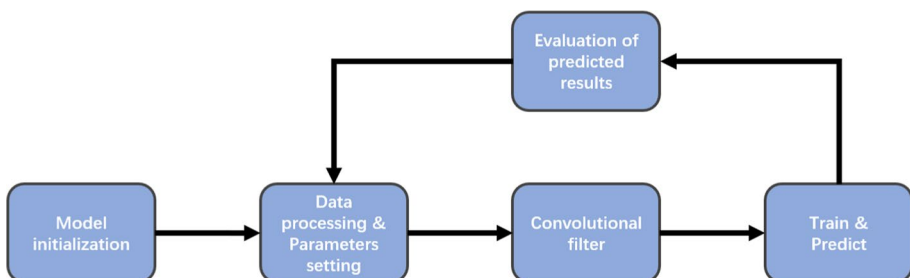 Evaluation of
predicted
results
Model
initialization
Data
processing &
Parameters
setting
Convolutional
filter
Train &
Predict